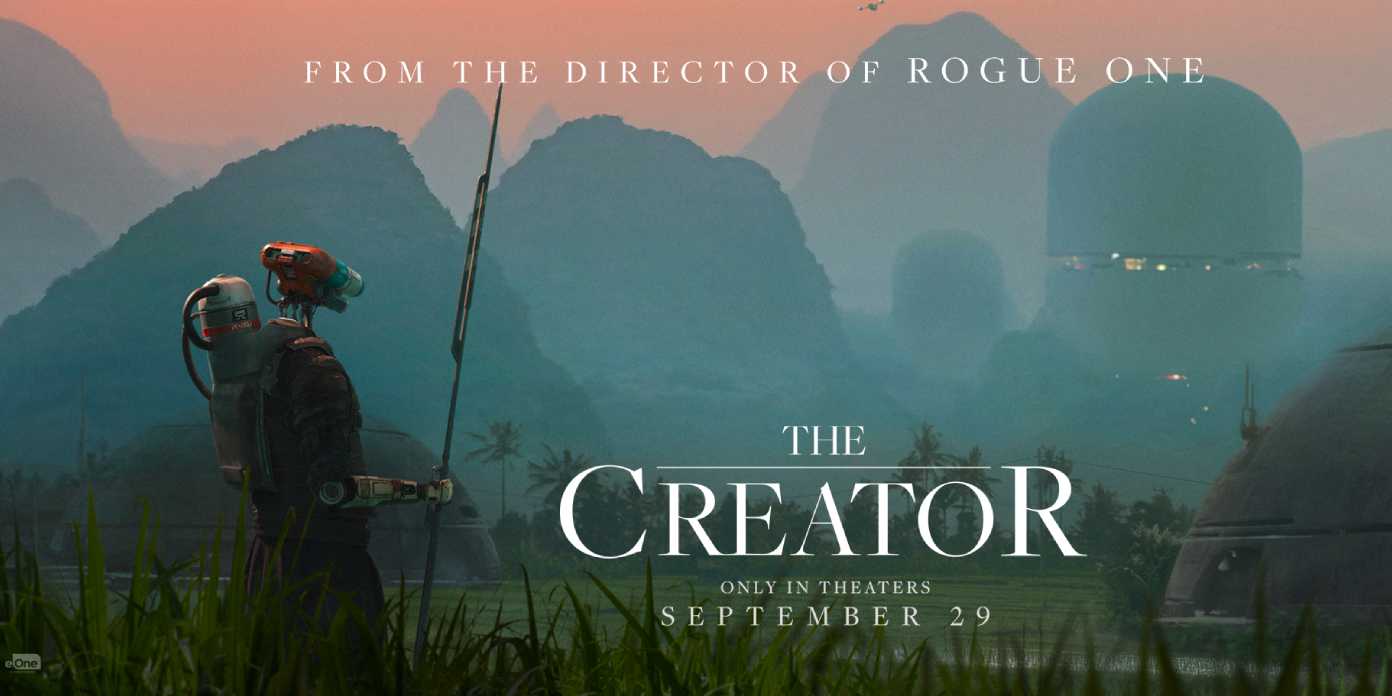 FROM THE DIRECTOR OF ROGUE ONE
THE
CREATOR
ONLY IN THEATERS
SEPTEMBER 29
eOne